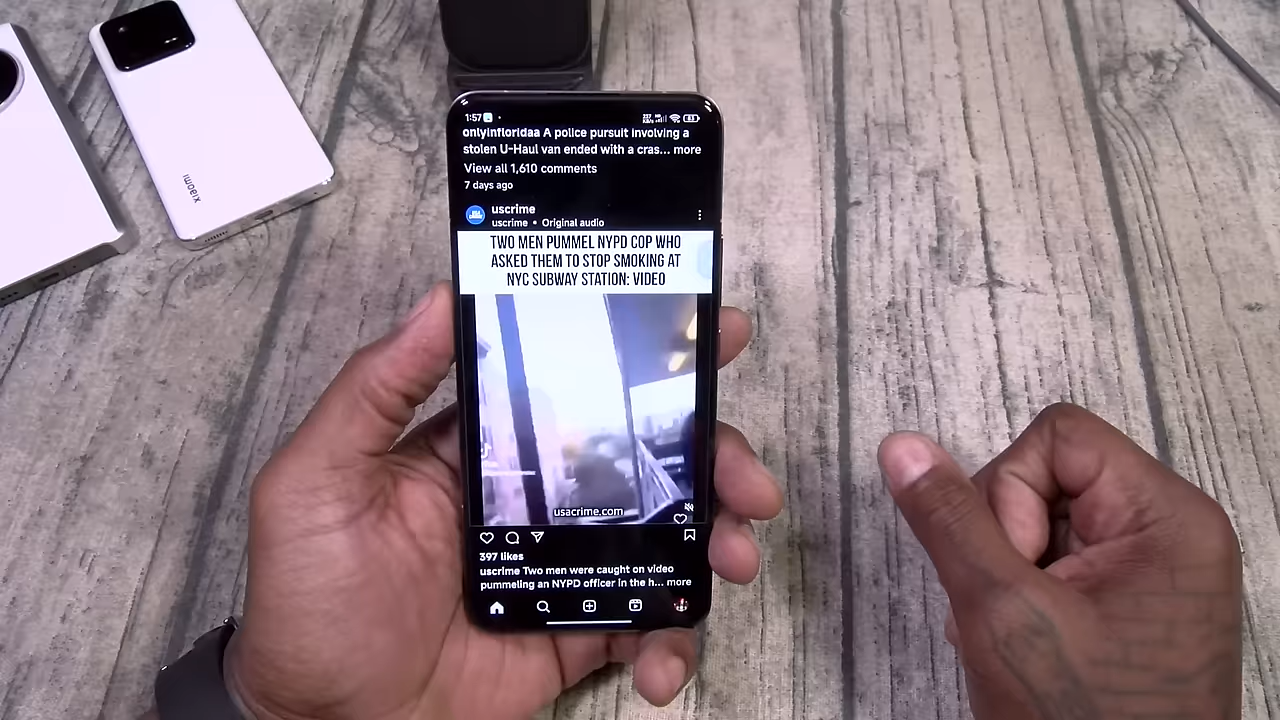 xiaomi
1:57
63
onlyinfloridaa A police pursuit involving a
stolen U-Haul van ended with a cras... more
View all 1,610 comments
7 days ago
uscrime
uscrime • Original audio
TWO MEN PUMMEL NYPD COP WHO
ASKED THEM TO STOP SMOKING AT
NYC SUBWAY STATION: VIDEO
usacrime.com
397 likes
uscrime Two men were caught on video
pummeling an NYPD officer in the h... more